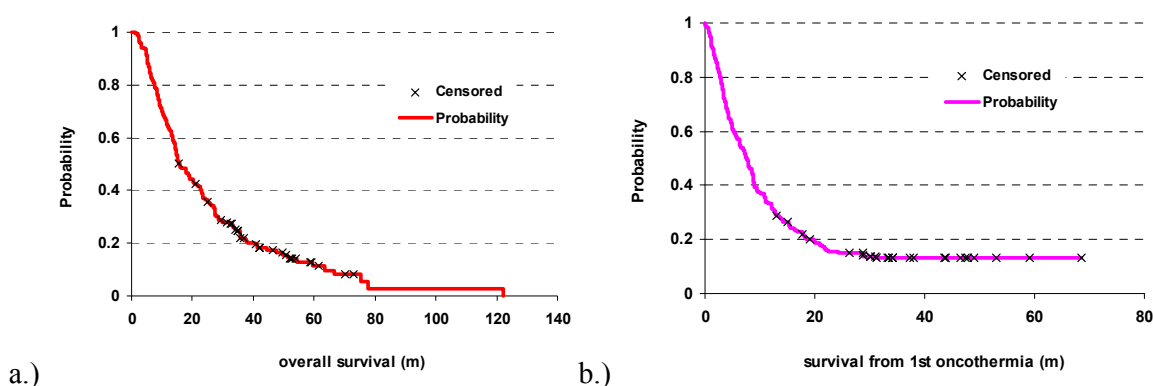 1
0.8
0.6
0.4
0.2
0
Probability
Censored
Probability
0 20 40 60 80 100 120 140
overall survival (m)
a.)
1
0.8
0.6
0.4
0.2
0
Probability
Censored
Probability
0 20 40 60 80
survival from 1st oncothermia (m)
b.)